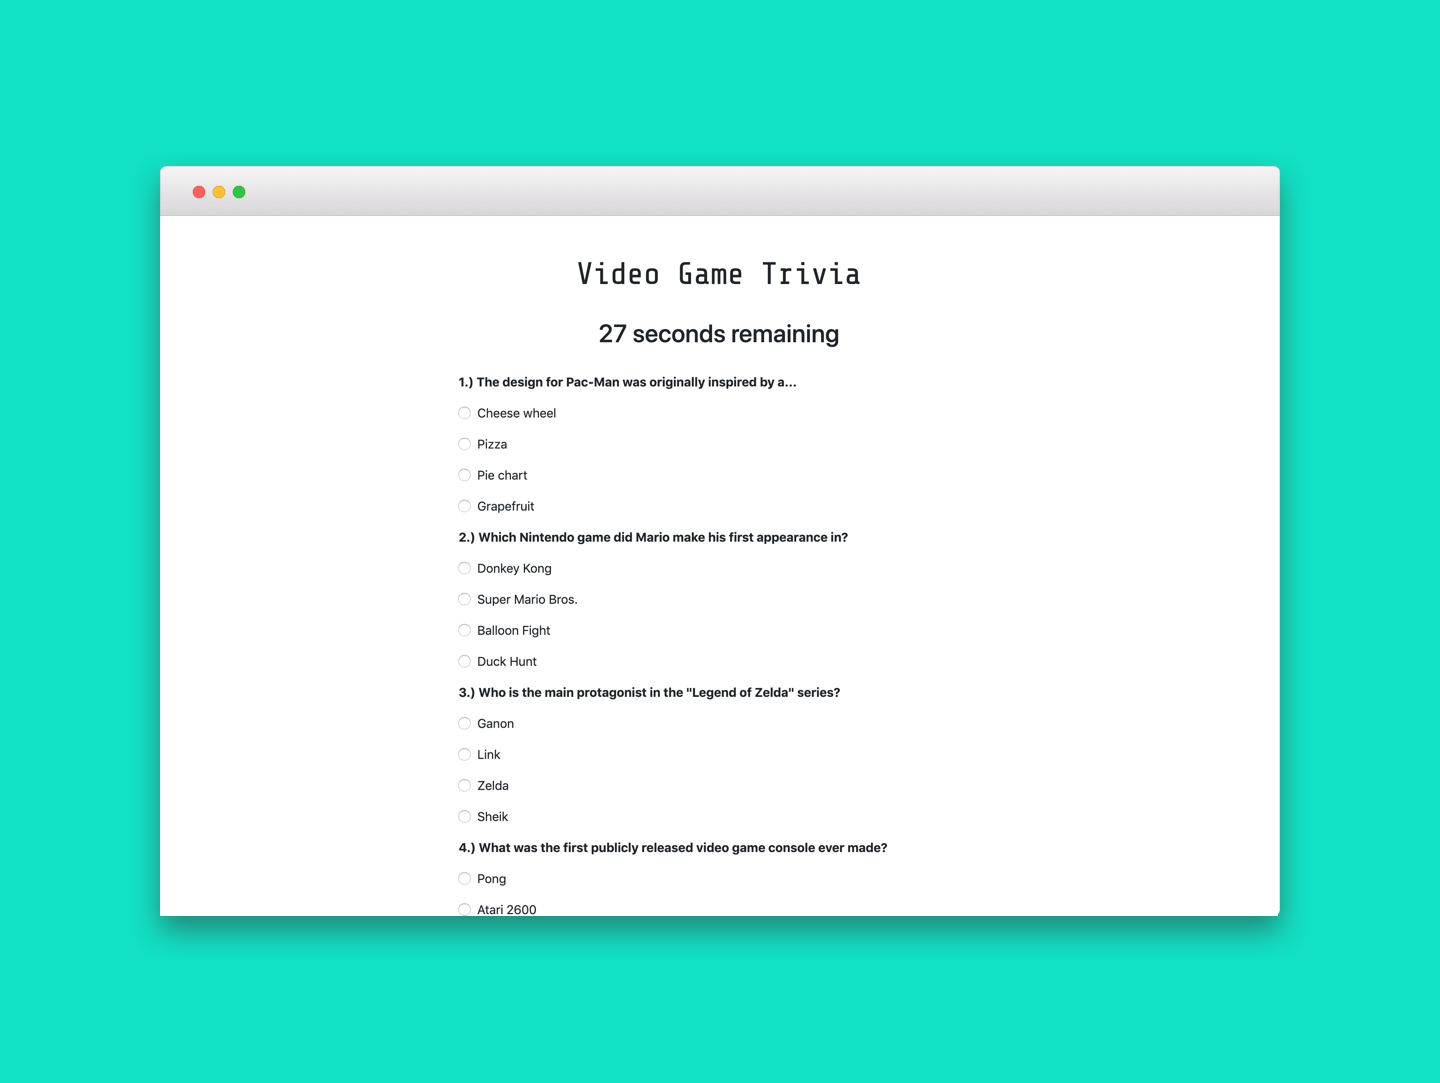 Video Game Trivia
27 seconds remaining
1.) The design for Pac-Man was originally inspired by a...
Cheese wheel
Pizza
Pie chart
Grapefruit
2.) Which Nintendo game did Mario make his first appearance in?
Donkey Kong
Super Mario Bros.
Balloon Fight
Duck Hunt
3.) Who is the main protagonist in the "Legend of Zelda" series?
Ganon
Link
Zelda
Sheik
4.) What was the first publicly released video game console ever made?
Pong
Atari 2600